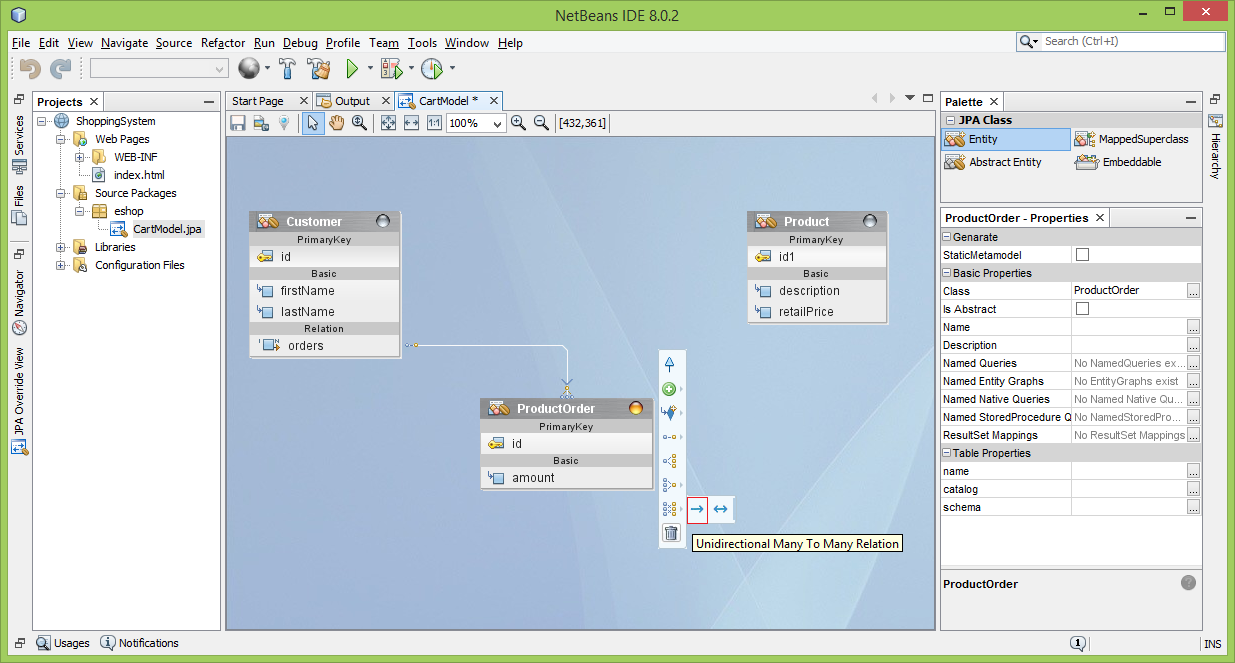 NetBeans IDE 8.0.2
File Edit View Navigate Source Refactor Run Debug Profile Team Tools Window Help
Search (Ctrl+I)
Services
Files
Navigator
JPA Override View
Projects
ShoppingSystem
Web Pages
WEB-INF
index.html
Source Packages
eshop
CartModel.jpa
Libraries
Configuration Files
Start Page
Output
CartModel *
1:1
100%
[432,361]
Customer
PrimaryKey
id
Basic
firstName
lastName
Relation
orders
Product
PrimaryKey
id1
Basic
description
retailPrice
ProductOrder
PrimaryKey
id
Basic
amount
Unidirectional Many To Many Relation
Palette
JPA Class
Entity
MappedSuperclass
Abstract Entity
Embeddable
Hierarchy
ProductOrder - Properties
Genarate
StaticMetamodel
Basic Properties
Class ProductOrder ...
Is Abstract
Name ...
Description ...
Named Queries No NamedQueries ex... ...
Named Entity Graphs No EntityGraphs exist ...
Named Native Queries No Named Native Qu... ...
Named StoredProcedure Q No NamedStoredPro... ...
ResultSet Mappings No ResultSet Mappings ...
Table Properties
name ...
catalog ...
schema ...
ProductOrder
Usages
Notifications
INS